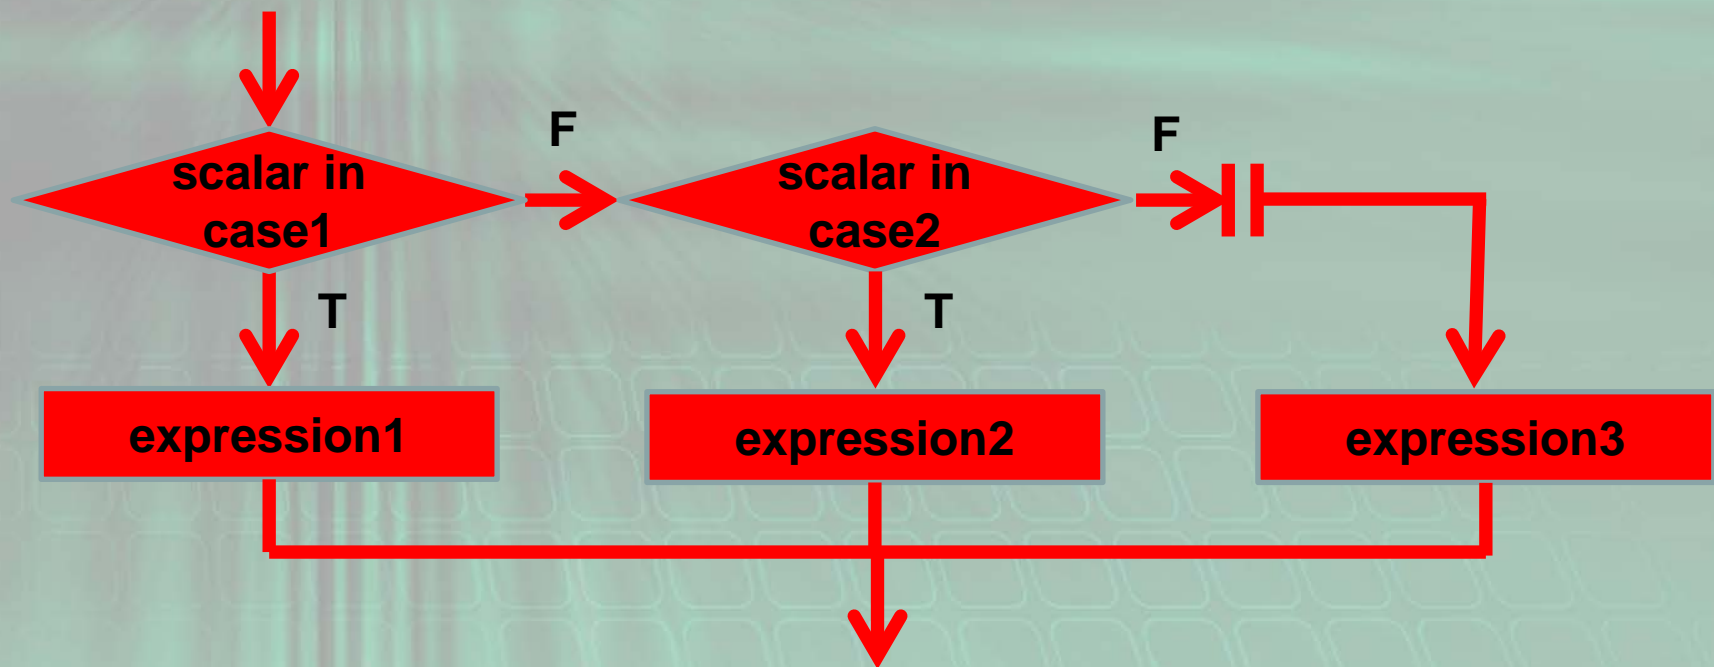 scalar in
case1
F
scalar in
case2
F
T
T
expression1
expression2
expression3